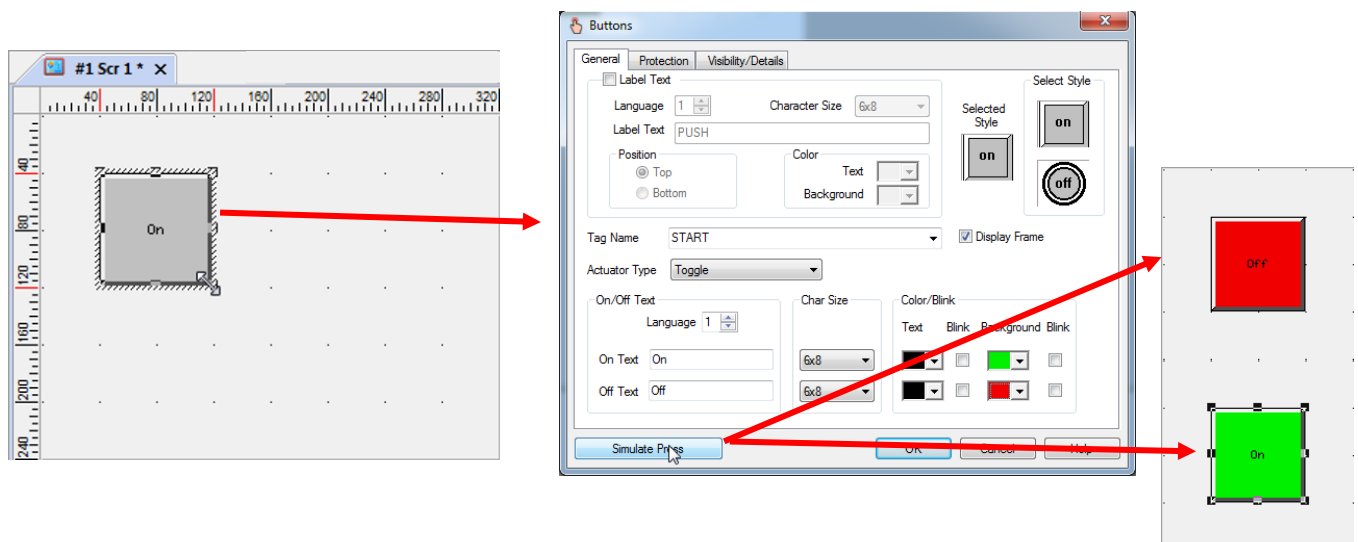 #1 Scr 1 *
40 80 120 160 200 240 280 320
40
80
120
160
200
240
On
Buttons
General Protection Visibility/Details
Label Text
Language 1 Character Size 6x8
Label Text PUSH
Position
Top
Bottom
Color
Text
Background
Selected
Style
on
Select Style
on
off
Tag Name START Display Frame
Actuator Type Toggle
On/Off Text
Language 1
On Text On
Off Text Off
Char Size
6x8
6x8
Color/Blink
Text Blink Background Blink
Simulate Press OK Cancel Help
Off
On